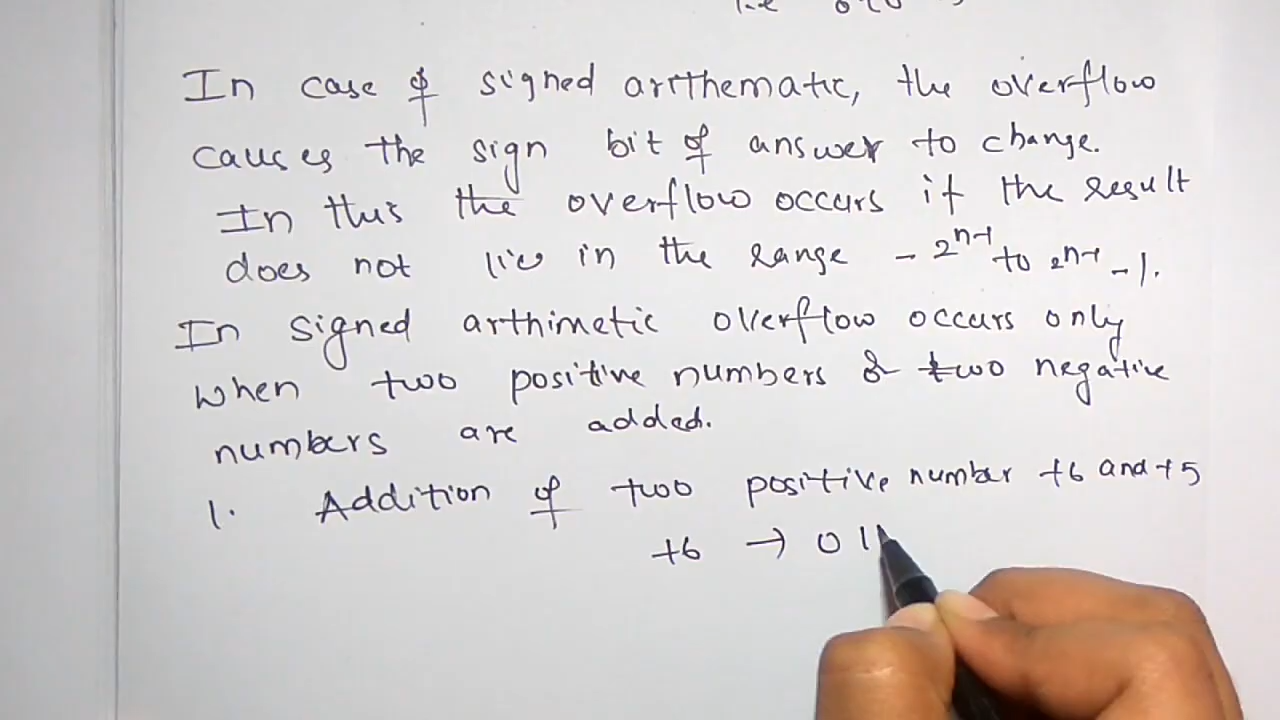 In case of signed arithematic, the overflow
causes the sign bit of answer to change.
In this the overflow occurs if the result
does not lie in the range - 2^n-1 to 2^n-1 - 1.
In signed arthimetic overflow occurs only
when two positive numbers & two negative
numbers are added.
1. Addition of two positive number +6 and +5
+6 → 011